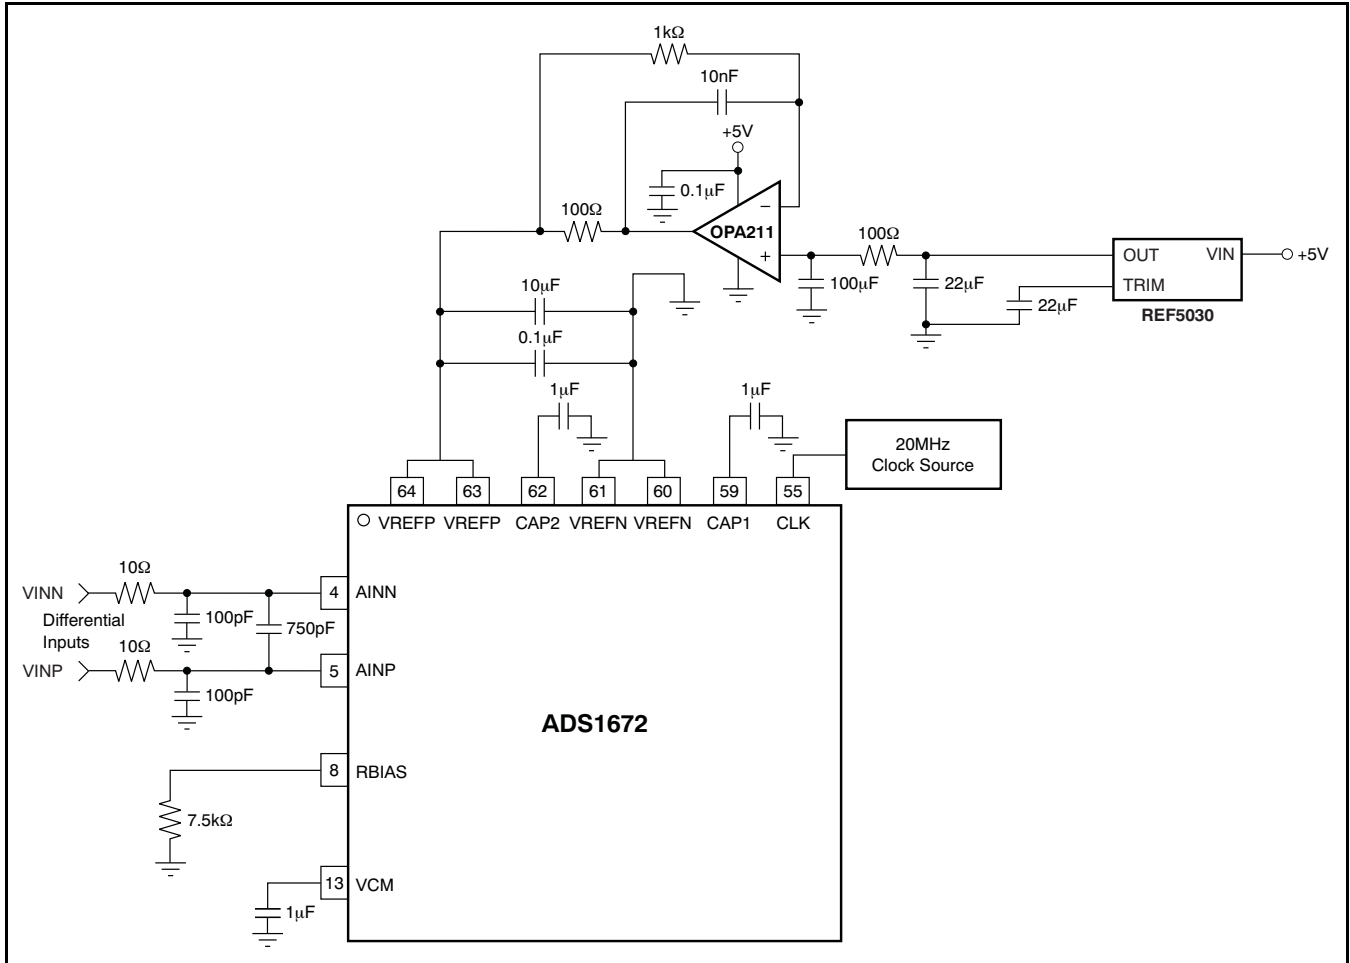 1kΩ
10nF
+5V
0.1μF
100Ω
−
OPA211
+
100Ω
100μF
22μF
22μF
OUT
VIN
+5V
TRIM
REF5030
10μF
0.1μF
1μF
1μF
20MHz
Clock Source
64
63
62
61
60
59
55
VREFP
VREFP
CAP2
VREFN
VREFN
CAP1
CLK
VINN
10Ω
100pF
750pF
4
AINN
Differential
Inputs
VINP
10Ω
100pF
5
AINP
ADS1672
8
RBIAS
7.5kΩ
13
VCM
1μF